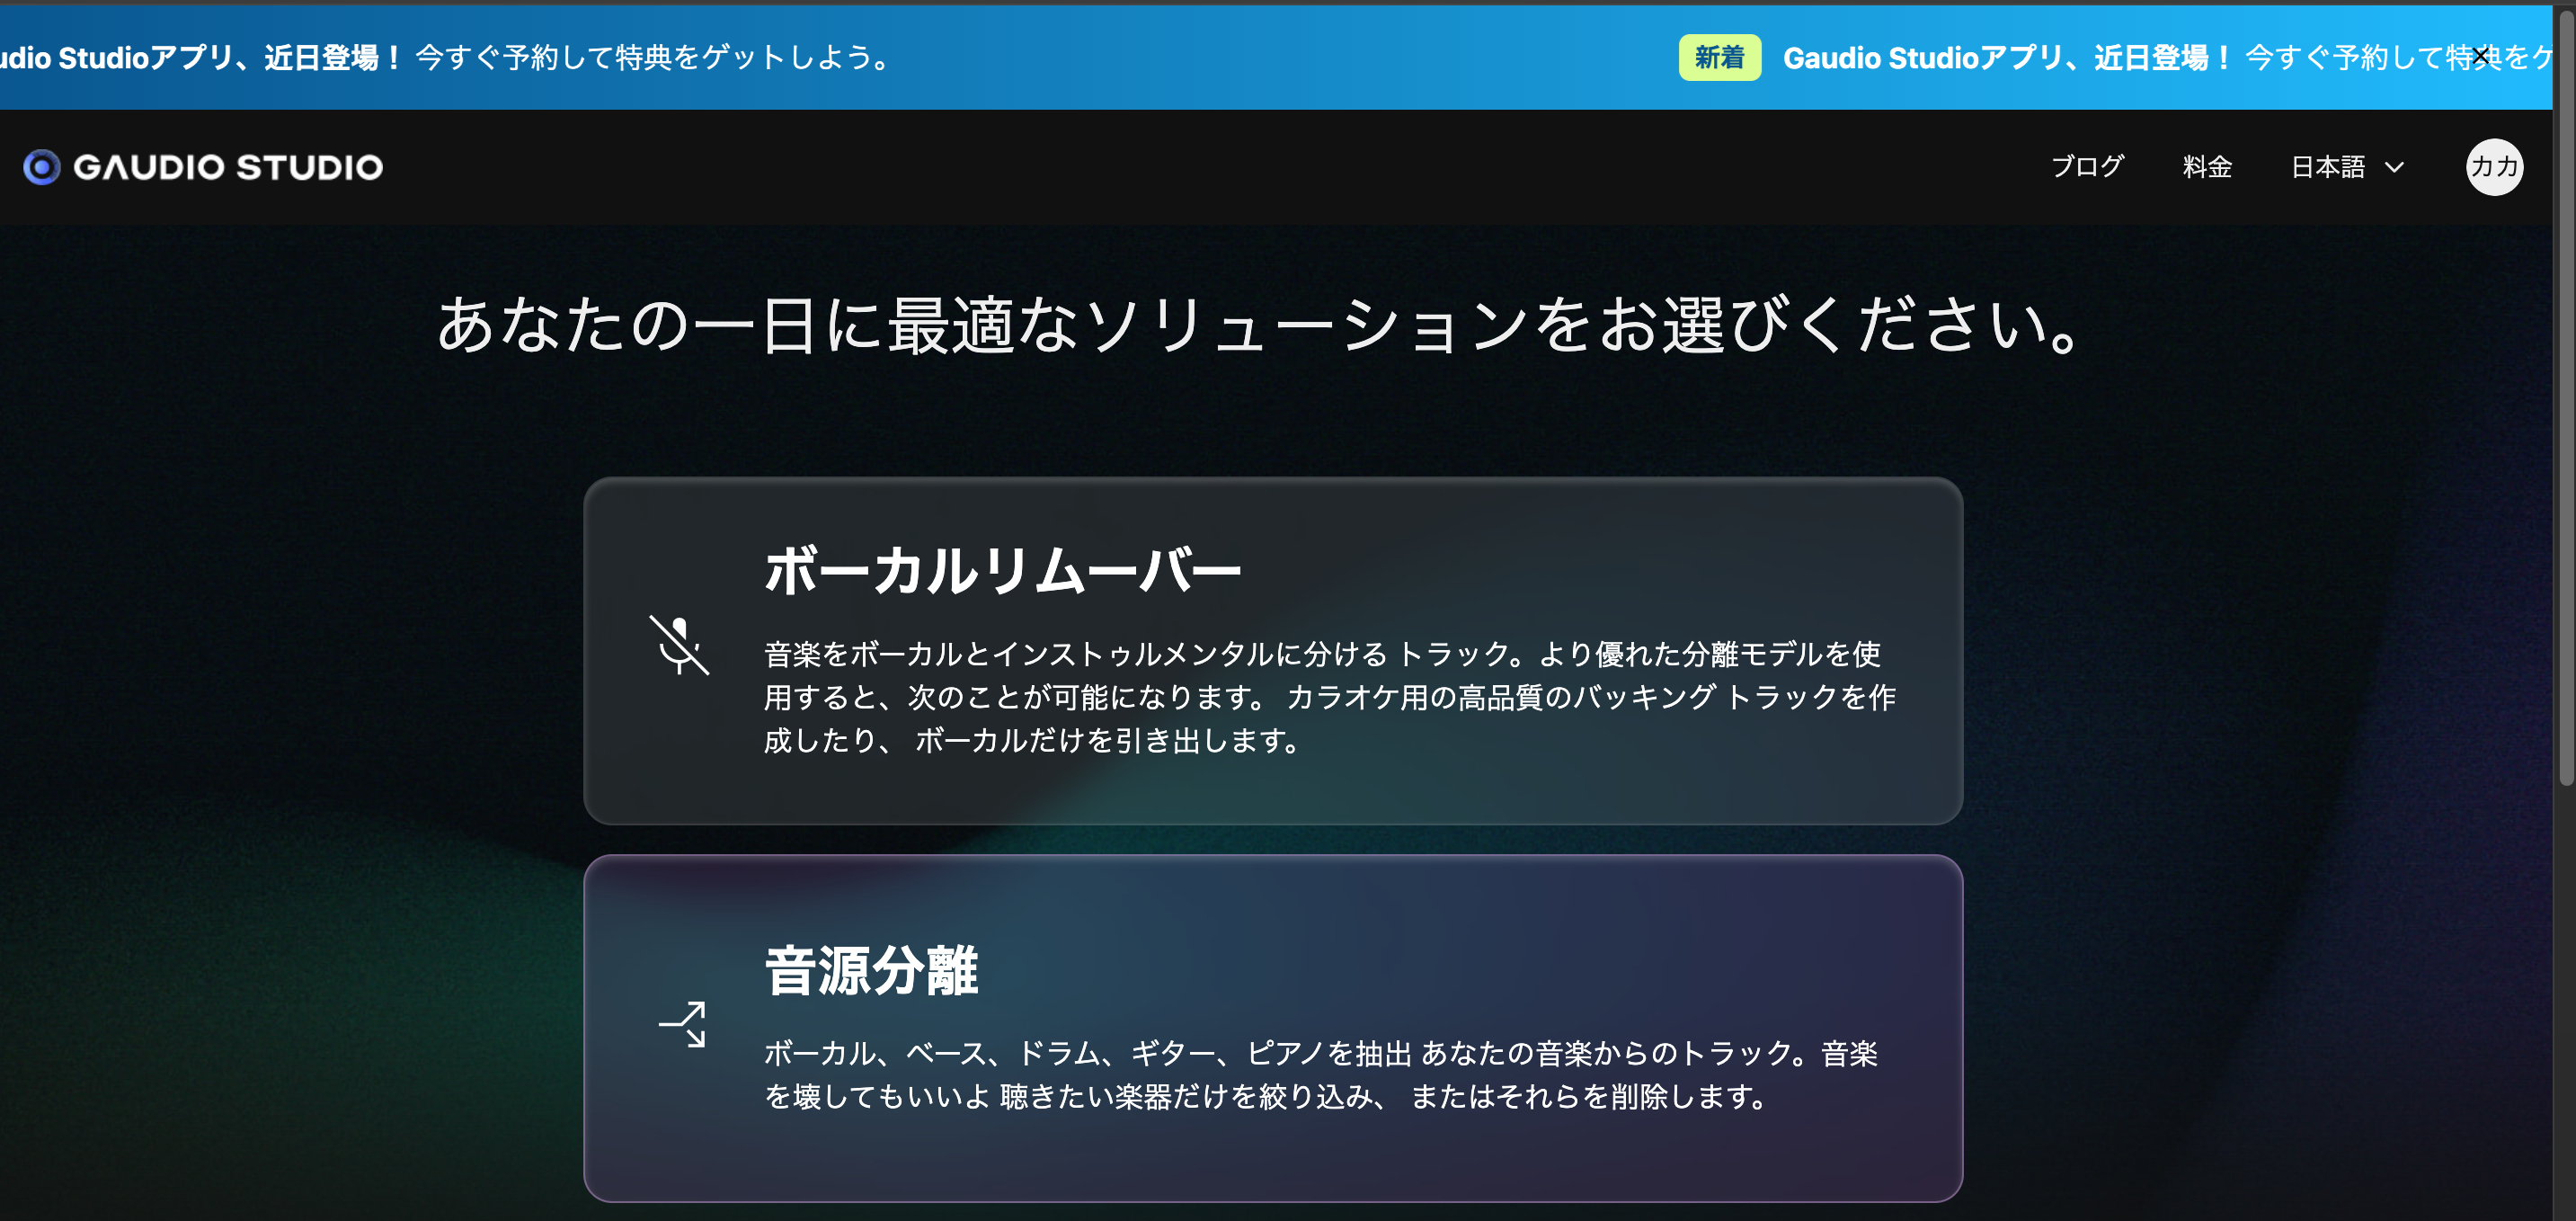 udio Studioアプリ、近日登場！ 今すぐ予約して特典をゲットしよう。
新着 Gaudio Studioアプリ、近日登場！ 今すぐ予約して特典をゲ
GAUDIO STUDIO
ブログ 料金 日本語 カカ
あなたの一日に最適なソリューションをお選びください。
ボーカルリムーバー
音楽をボーカルとインストゥルメンタルに分ける トラック。より優れた分離モデルを使
用すると、次のことが可能になります。 カラオケ用の高品質のバッキング トラックを作
成したり、 ボーカルだけを引き出します。
音源分離
ボーカル、ベース、ドラム、ギター、ピアノを抽出 あなたの音楽からのトラック。音楽
を壊してもいいよ 聴きたい楽器だけを絞り込み、 またはそれらを削除します。